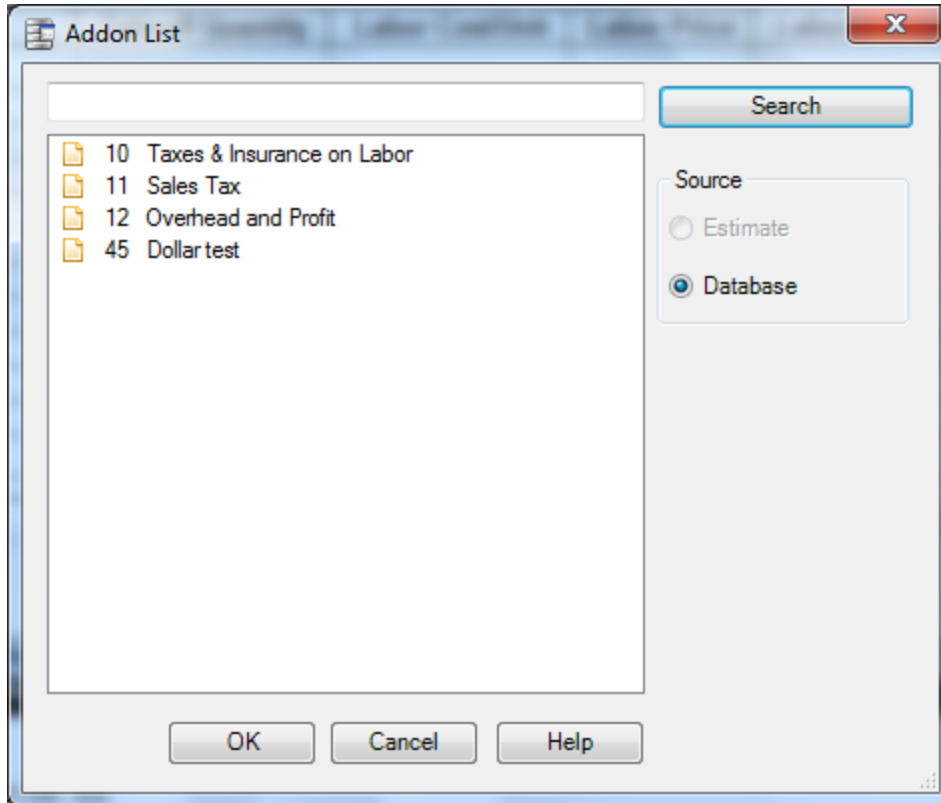 Addon List
Search
10 Taxes & Insurance on Labor
11 Sales Tax
12 Overhead and Profit
45 Dollar test
Source
Estimate
Database
OK Cancel Help